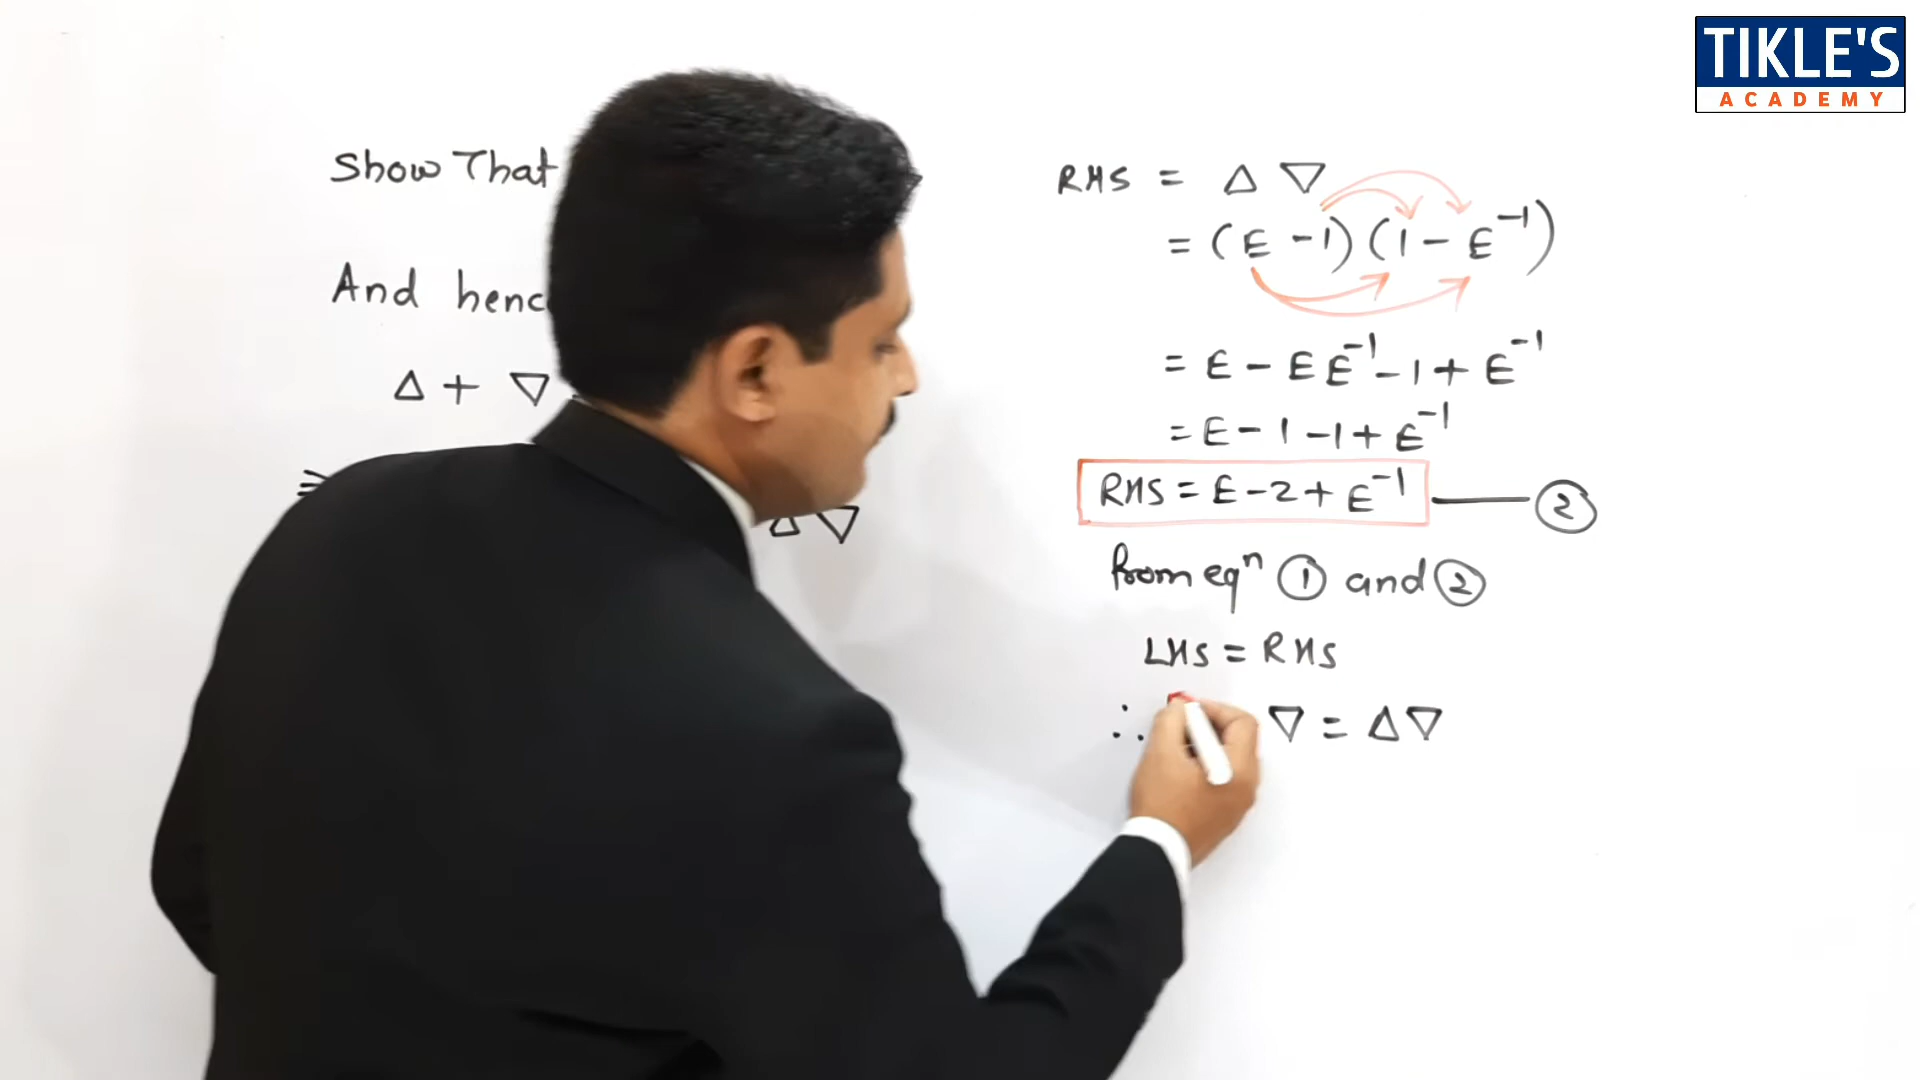 TIKLE'S
ACADEMY
Show That
And henc
Δ + ∇
Δ ∇
RHS = Δ ∇
= (E - 1) (1 - E⁻¹)
= E - E E⁻¹ - 1 + E⁻¹
= E - 1 - 1 + E⁻¹
RHS = E - 2 + E⁻¹ —— ②
from eqⁿ ① and ②
LHS = RHS
∴ ∇ = Δ ∇